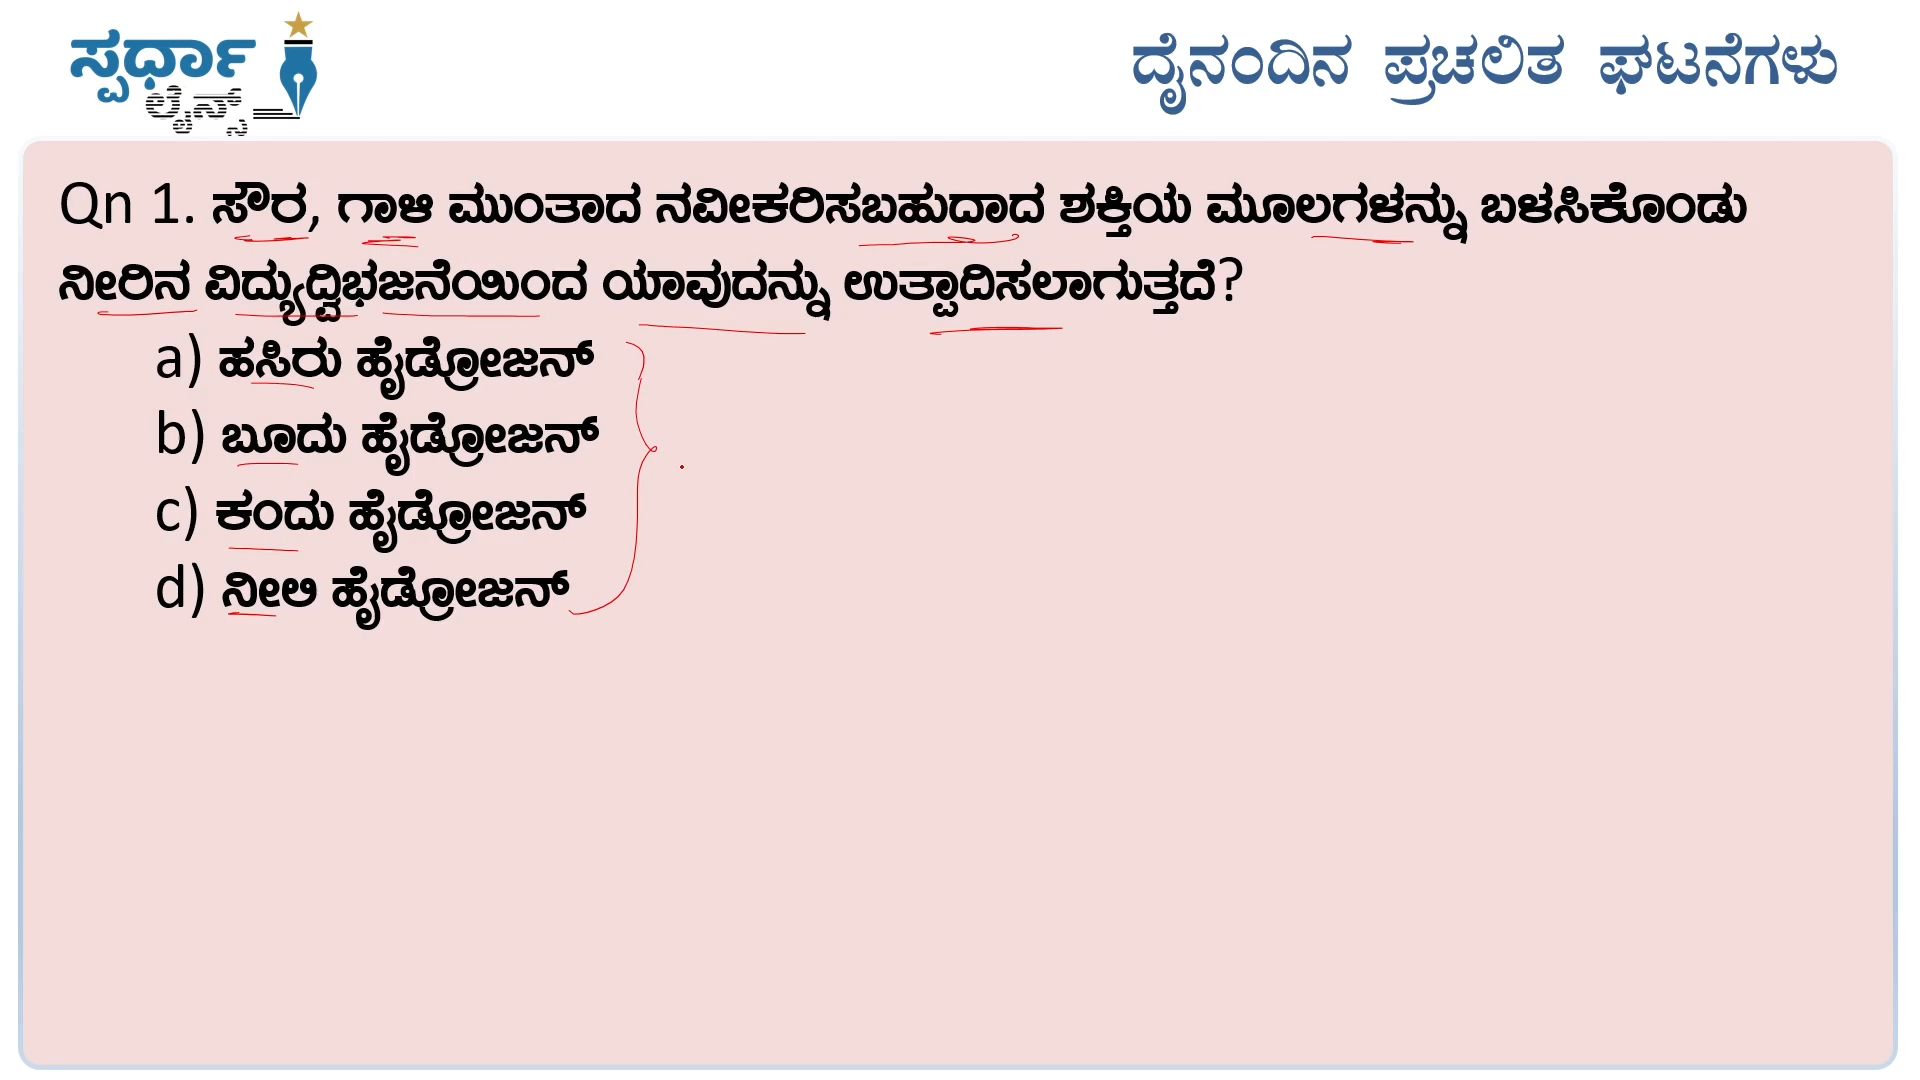 ಸ್ಪರ್ಧಾ
ಲೈನ್ಸ್
ದೈನಂದಿನ ಪ್ರಚಲಿತ ಘಟನೆಗಳು
Qn 1. ಸೌರ, ಗಾಳಿ ಮುಂತಾದ ನವೀಕರಿಸಬಹುದಾದ ಶಕ್ತಿಯ ಮೂಲಗಳನ್ನು ಬಳಸಿಕೊಂಡು
ನೀರಿನ ವಿದ್ಯುದ್ವಿಭಜನೆಯಿಂದ ಯಾವುದನ್ನು ಉತ್ಪಾದಿಸಲಾಗುತ್ತದೆ?
a) ಹಸಿರು ಹೈಡ್ರೋಜನ್
b) ಬೂದು ಹೈಡ್ರೋಜನ್
c) ಕಂದು ಹೈಡ್ರೋಜನ್
d) ನೀಲಿ ಹೈಡ್ರೋಜನ್